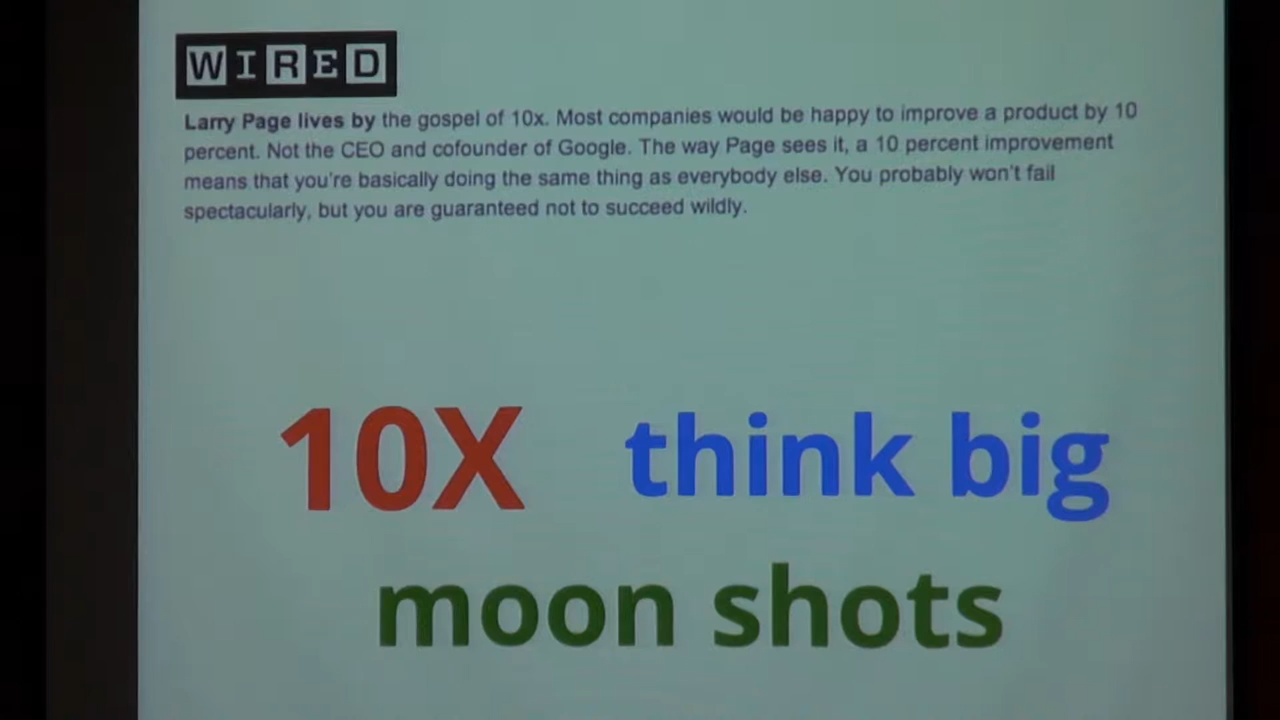 WIRED
Larry Page lives by the gospel of 10x. Most companies would be happy to improve a product by 10
percent. Not the CEO and cofounder of Google. The way Page sees it, a 10 percent improvement
means that you're basically doing the same thing as everybody else. You probably won't fail
spectacularly, but you are guaranteed not to succeed wildly.
10X think big
moon shots